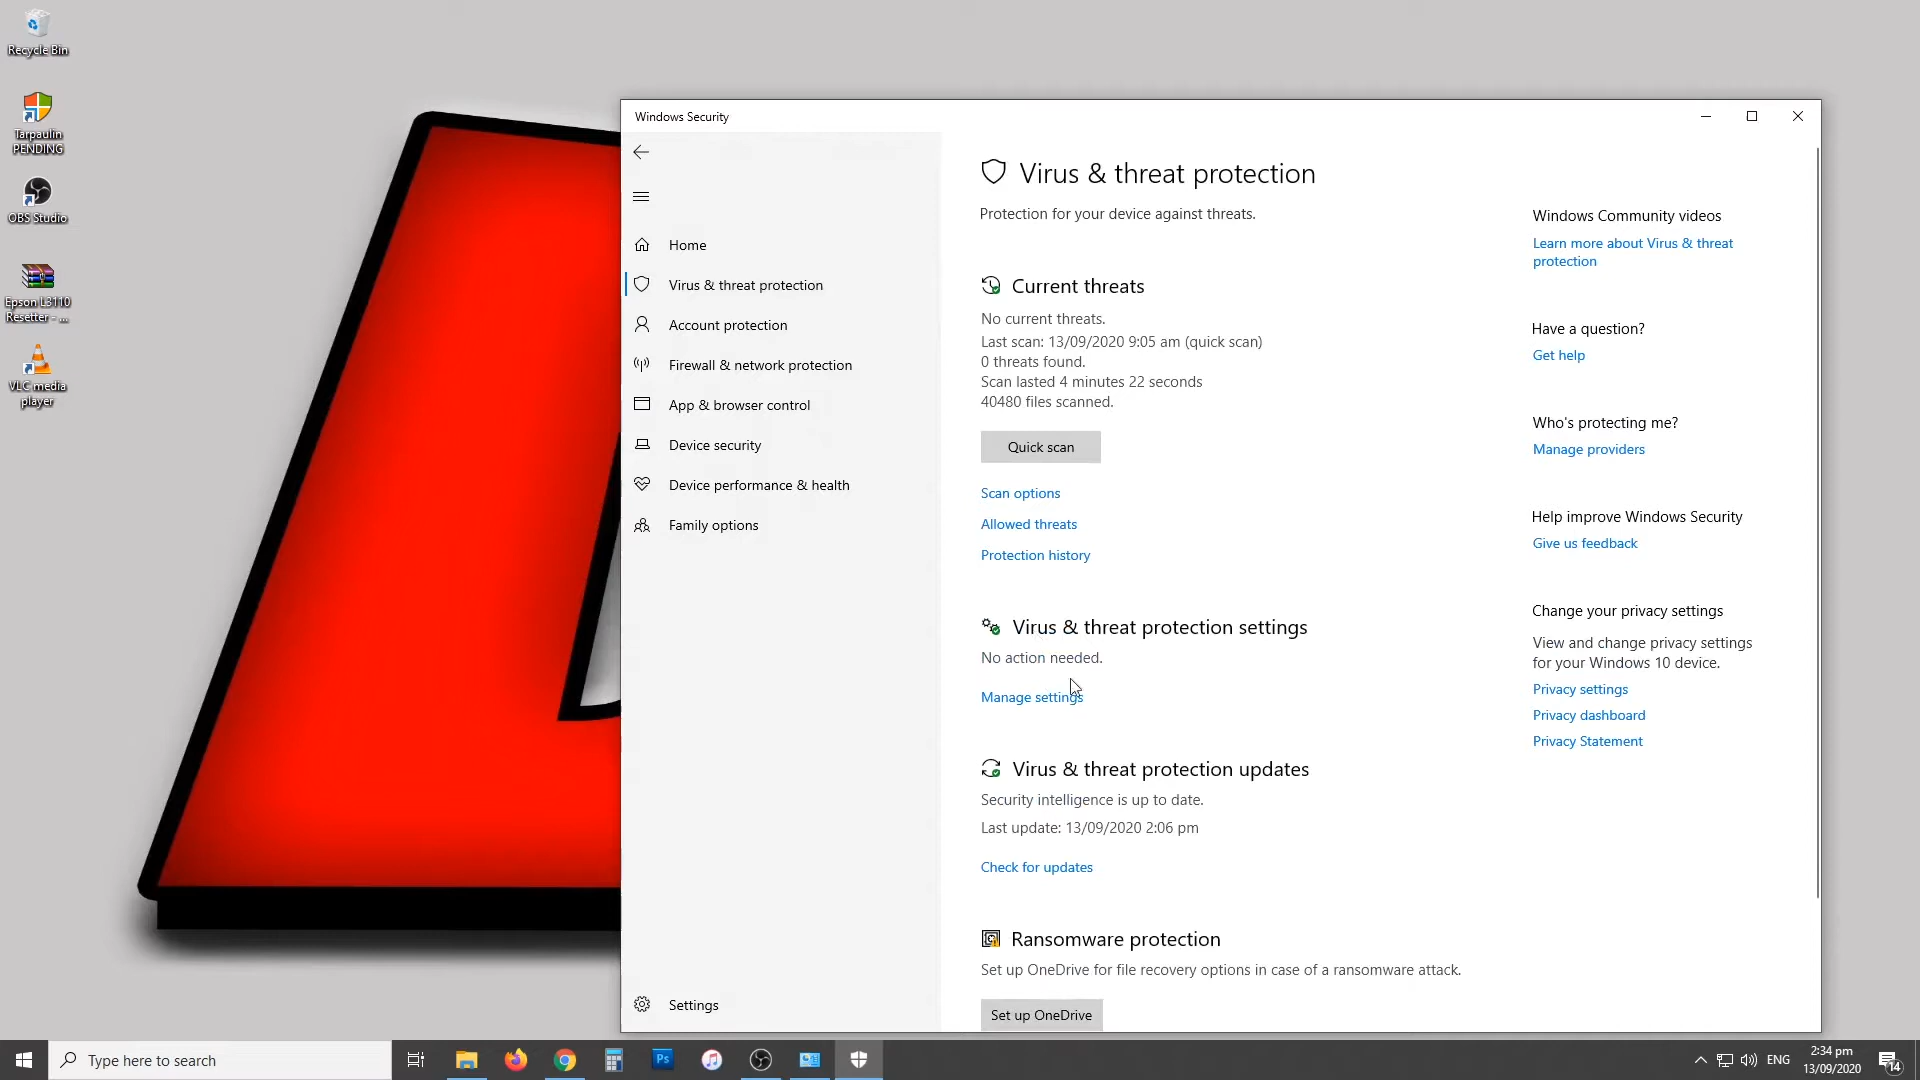 Recycle Bin
Tarpaulin
PENDING
OBS Studio
Epson L3110
Resetter - ...
VLC media
player
Windows Security
Home
Virus & threat protection
Account protection
Firewall & network protection
App & browser control
Device security
Device performance & health
Family options
Settings
Virus & threat protection
Protection for your device against threats.
Current threats
No current threats.
Last scan: 13/09/2020 9:05 am (quick scan)
0 threats found.
Scan lasted 4 minutes 22 seconds
40480 files scanned.
Quick scan
Scan options
Allowed threats
Protection history
Virus & threat protection settings
No action needed.
Manage settings
Virus & threat protection updates
Security intelligence is up to date.
Last update: 13/09/2020 2:06 pm
Check for updates
Ransomware protection
Set up OneDrive for file recovery options in case of a ransomware attack.
Set up OneDrive
Windows Community videos
Learn more about Virus & threat
protection
Have a question?
Get help
Who's protecting me?
Manage providers
Help improve Windows Security
Give us feedback
Change your privacy settings
View and change privacy settings
for your Windows 10 device.
Privacy settings
Privacy dashboard
Privacy Statement
Type here to search
Ps
ENG
2:34 pm
13/09/2020
14